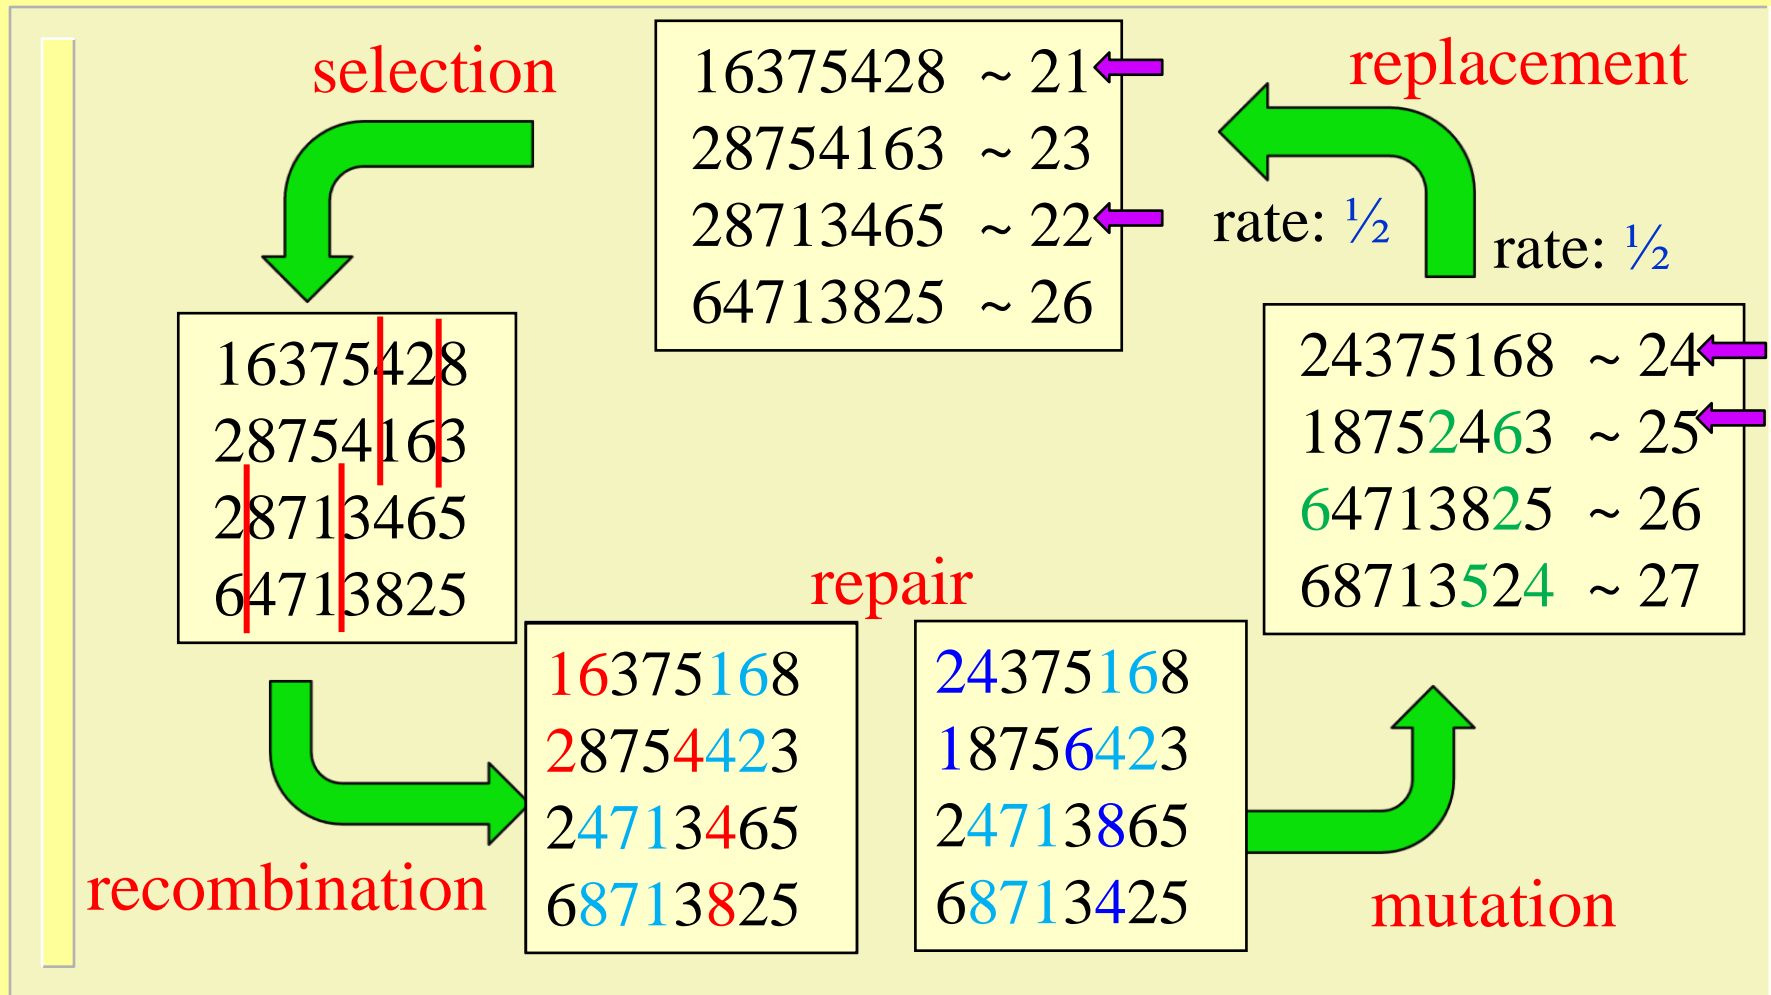 selection
16375428 ~ 21
28754163 ~ 23
28713465 ~ 22
64713825 ~ 26
replacement
rate: ½
rate: ½
16375428
28754163
28713465
64713825
recombination
16375168
28754423
24713465
68713825
repair
24375168
18756423
24713865
68713425
mutation
24375168 ~ 24
18752463 ~ 25
64713825 ~ 26
68713524 ~ 27